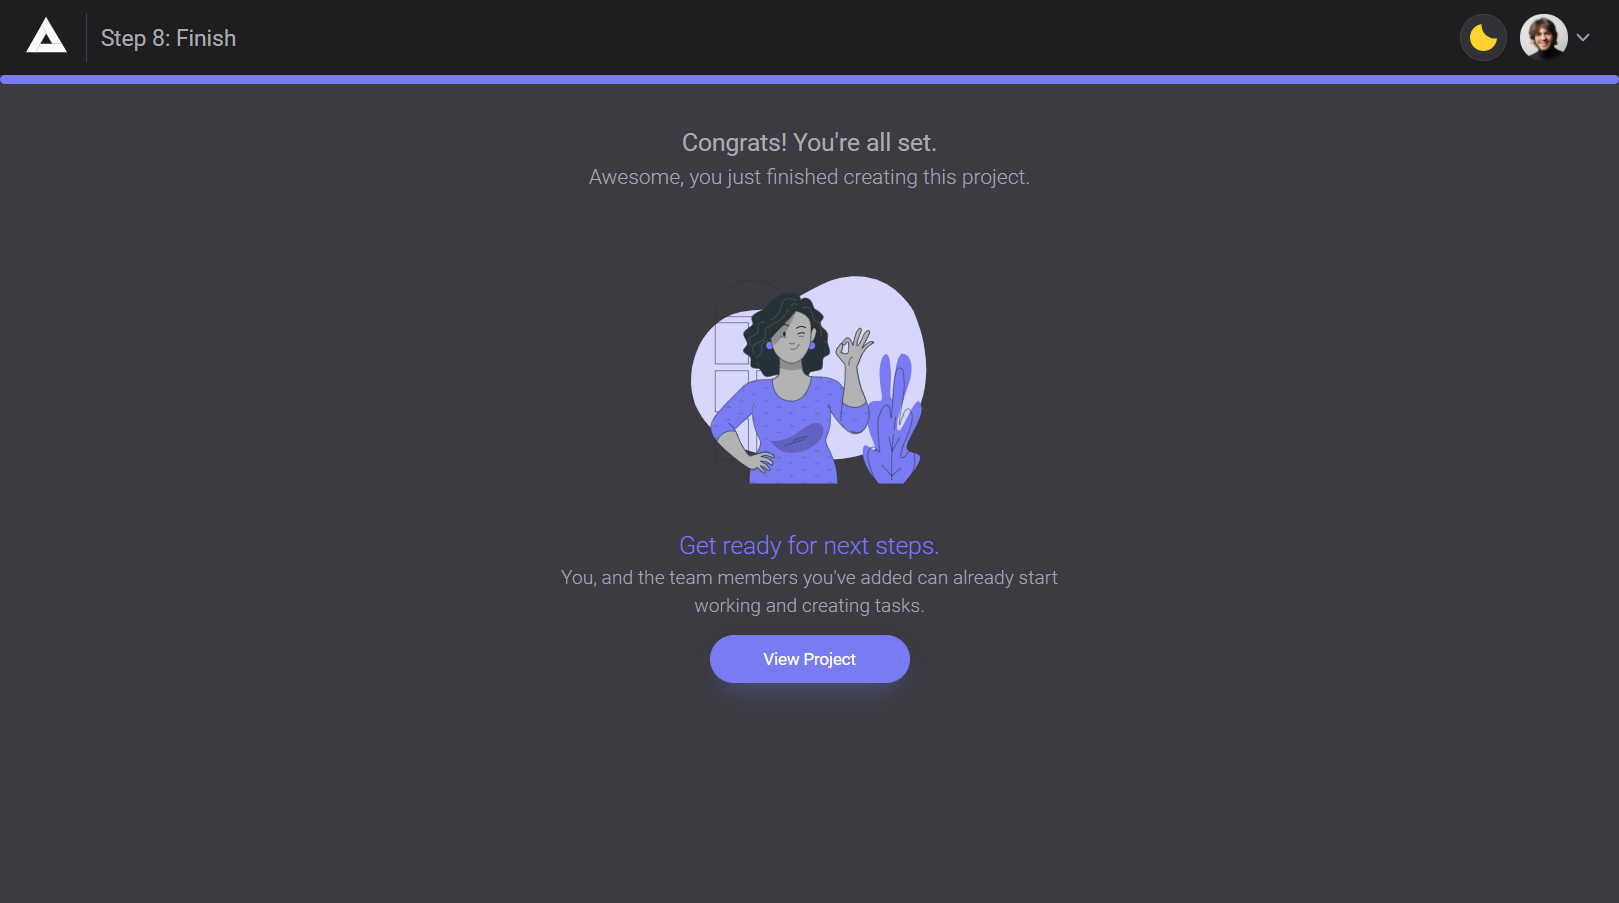 Step 8: Finish
Congrats! You're all set.
Awesome, you just finished creating this project.
Get ready for next steps.
You, and the team members you've added can already start
working and creating tasks.
View Project